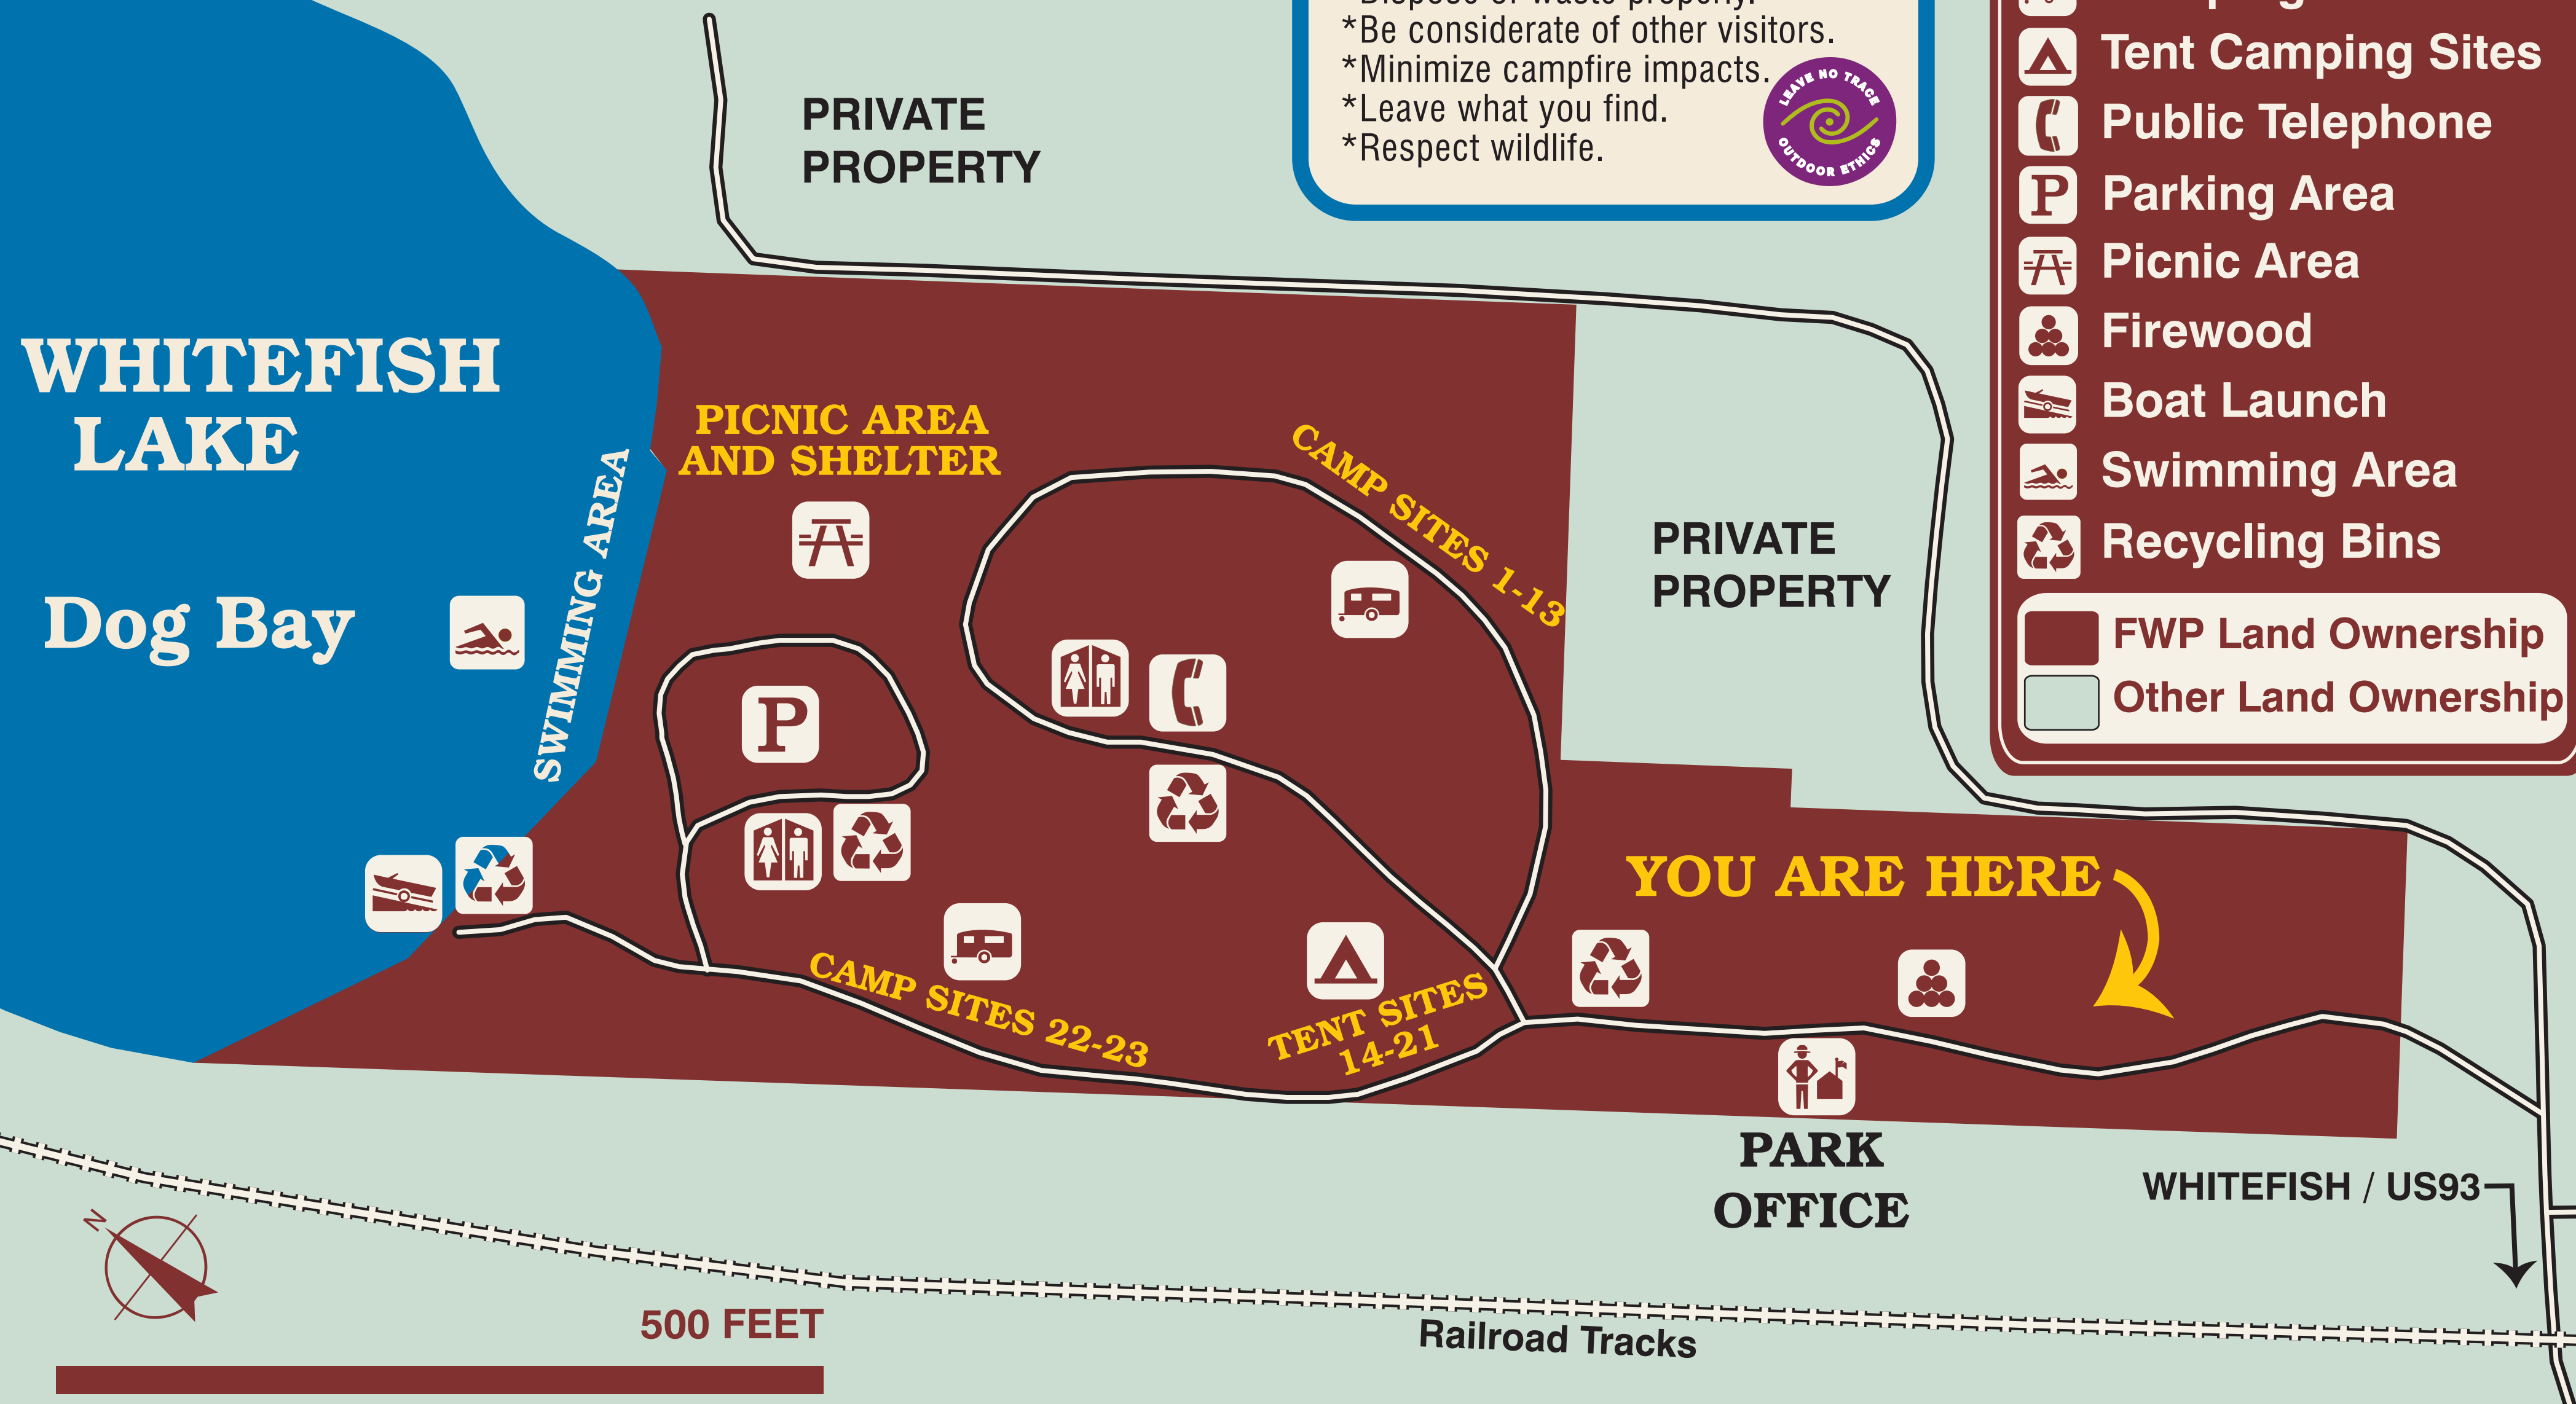 *Be considerate of other visitors.
*Minimize campfire impacts.
*Leave what you find.
*Respect wildlife.
LEAVE NO TRACE
OUTDOOR ETHICS
Tent Camping Sites
Public Telephone
P Parking Area
Picnic Area
Firewood
Boat Launch
Swimming Area
Recycling Bins
FWP Land Ownership
Other Land Ownership
PRIVATE
PROPERTY
WHITEFISH
LAKE
Dog Bay
SWIMMING AREA
PICNIC AREA
AND SHELTER
P
CAMP SITES 1-13
PRIVATE
PROPERTY
YOU ARE HERE
CAMP SITES 22-23
TENT SITES
14-21
PARK
OFFICE
WHITEFISH / US93
N
500 FEET
Railroad Tracks